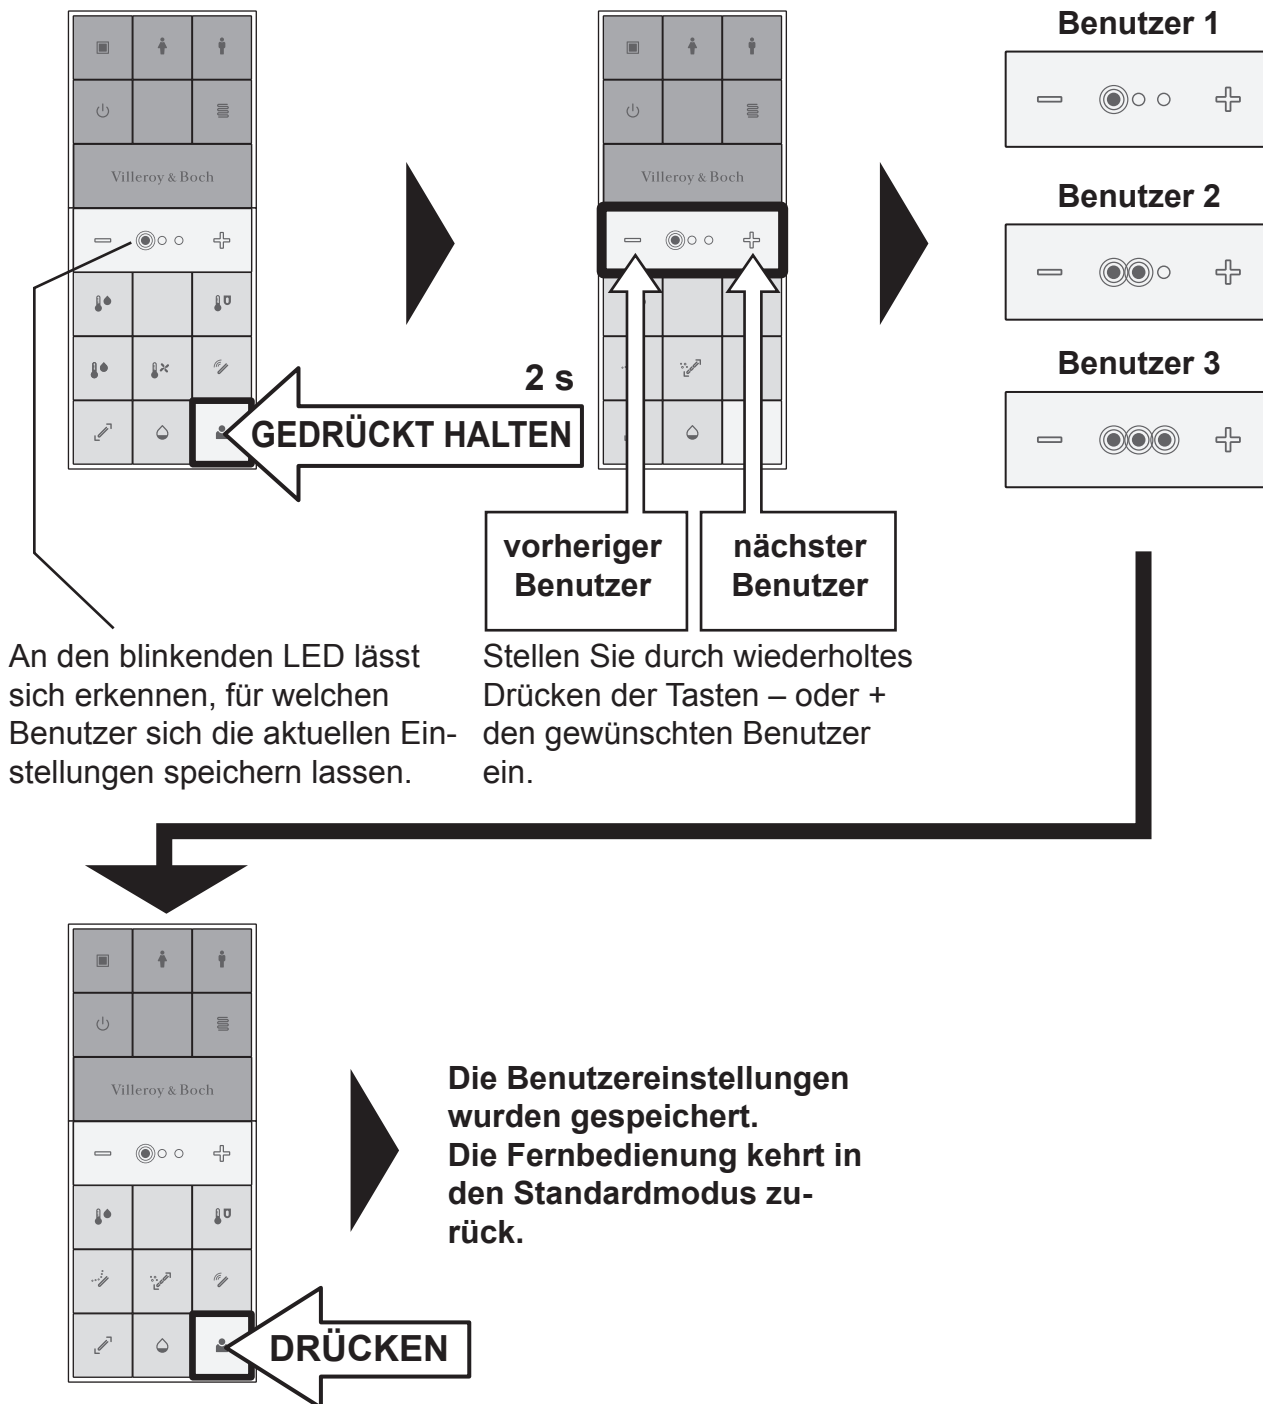 Benutzer 1
Villeroy & Boch
Villeroy & Boch
Benutzer 2
Benutzer 3
2 s
GEDRÜCKT HALTEN
vorheriger
Benutzer
nächster
Benutzer
An den blinkenden LED lässt
sich erkennen, für welchen
Benutzer sich die aktuellen Ein-
stellungen speichern lassen.
Stellen Sie durch wiederholtes
Drücken der Tasten – oder +
den gewünschten Benutzer
ein.
Villeroy & Boch
Die Benutzereinstellungen
wurden gespeichert.
Die Fernbedienung kehrt in
den Standardmodus zu-
rück.
DRÜCKEN